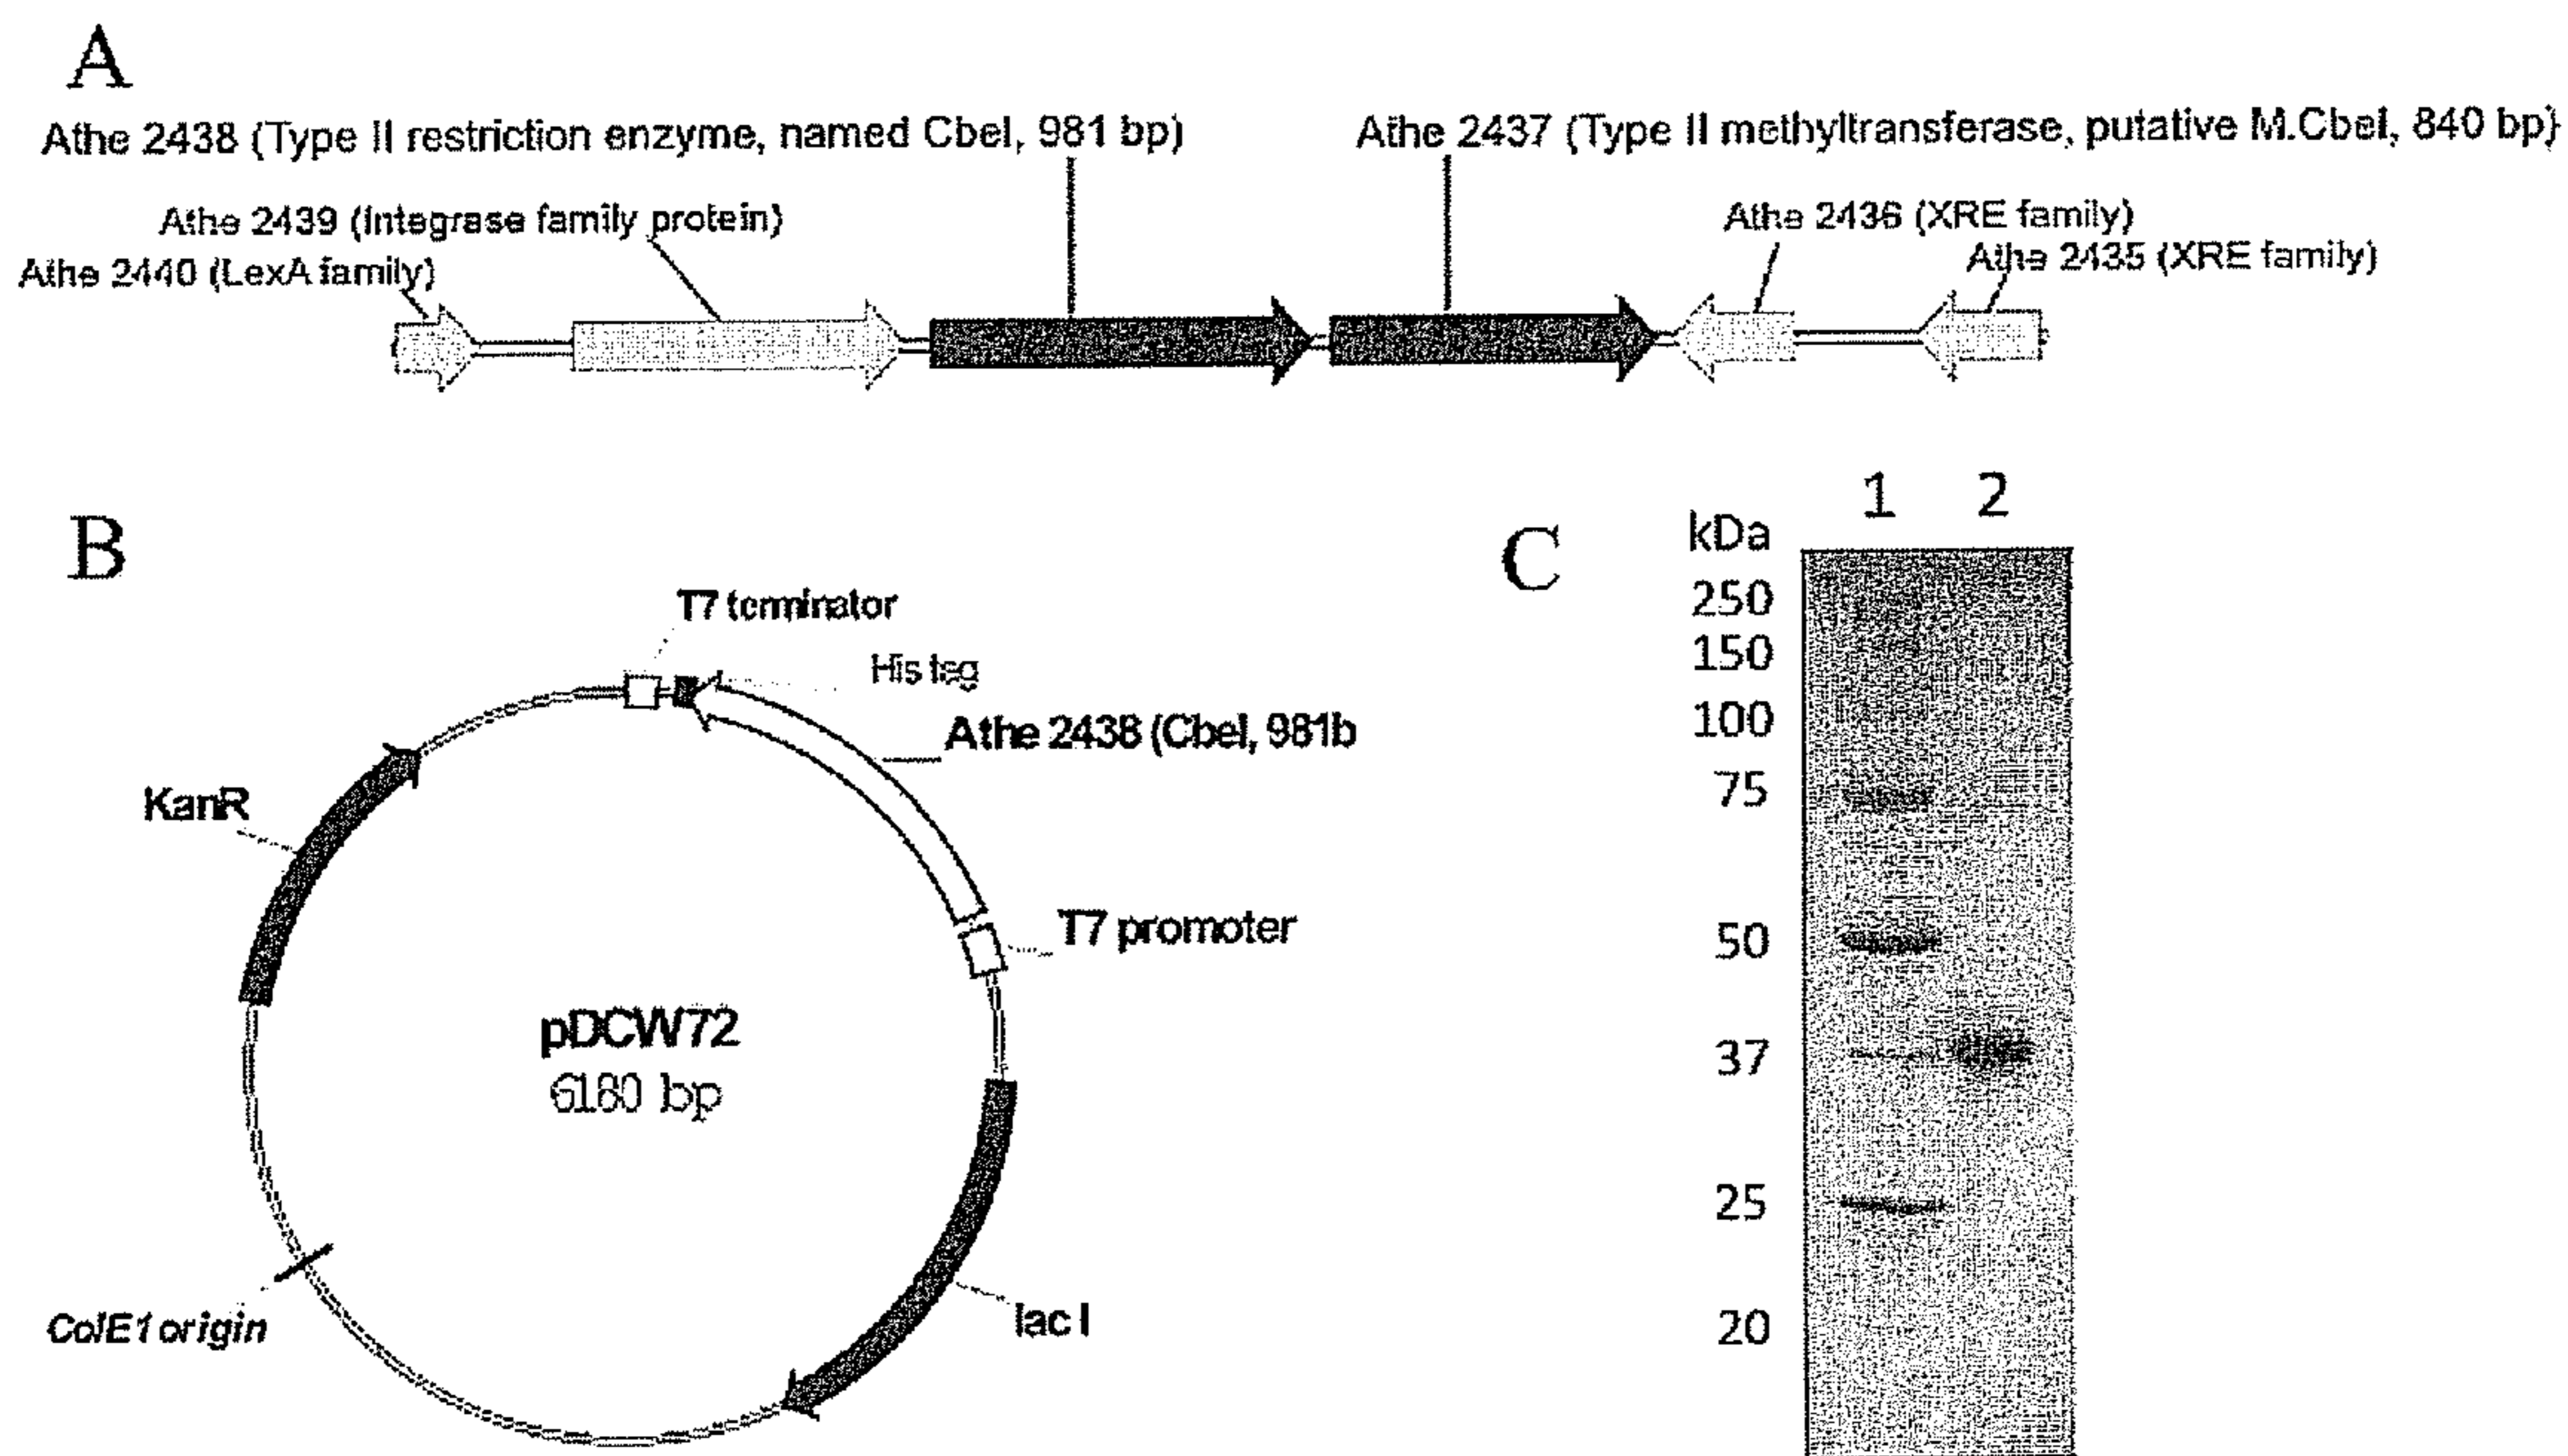 A
Athe 2438 (Type II restriction enzyme, named CbeI, 981 bp)
Athe 2437 (Type II methyltransferase, putative M.CbeI, 840 bp)
Athe 2439 (Integrase family protein)
Athe 2436 (XRE family)
Athe 2440 (LexA family)
Athe 2435 (XRE family)
B
T7 terminator
His tag
Athe 2438 (CbeI, 981b
KanR
T7 promoter
pDCW72
6180 bp
ColE1 origin
lac I
C
1 2
kDa
250
150
100
75
50
37
25
20